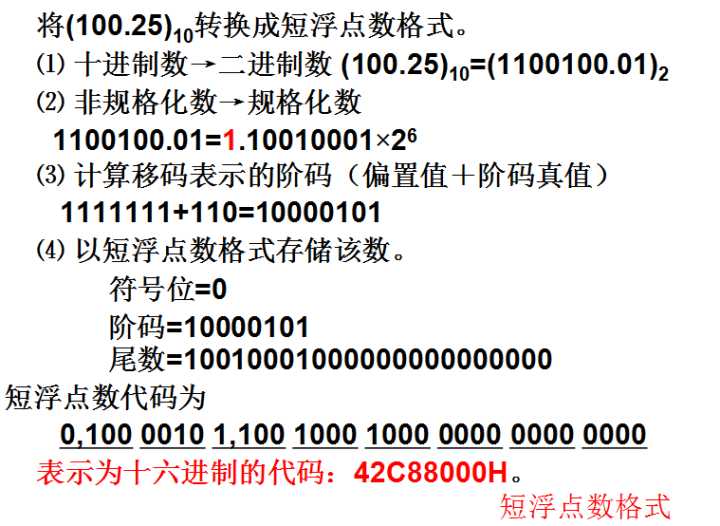 将(100.25)₁₀转换成短浮点数格式。
⑴ 十进制数→二进制数 (100.25)₁₀=(1100100.01)₂
⑵ 非规格化数→规格化数
1100100.01=1.10010001×2⁶
⑶ 计算移码表示的阶码（偏置值＋阶码真值）
1111111+110=10000101
⑷ 以短浮点数格式存储该数。
符号位=0
阶码=10000101
尾数=10010001000000000000000
短浮点数代码为
0,100 0010 1,100 1000 1000 0000 0000 0000
表示为十六进制的代码：42C88000H。
短浮点数格式